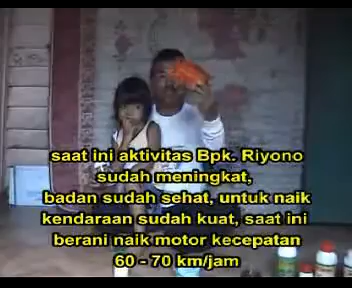 saat ini aktivitas Bpk. Riyono
sudah meningkat,
badan sudah sehat, untuk naik
kendaraan sudah kuat, saat ini
berani naik motor kecepatan
60 - 70 km/jam